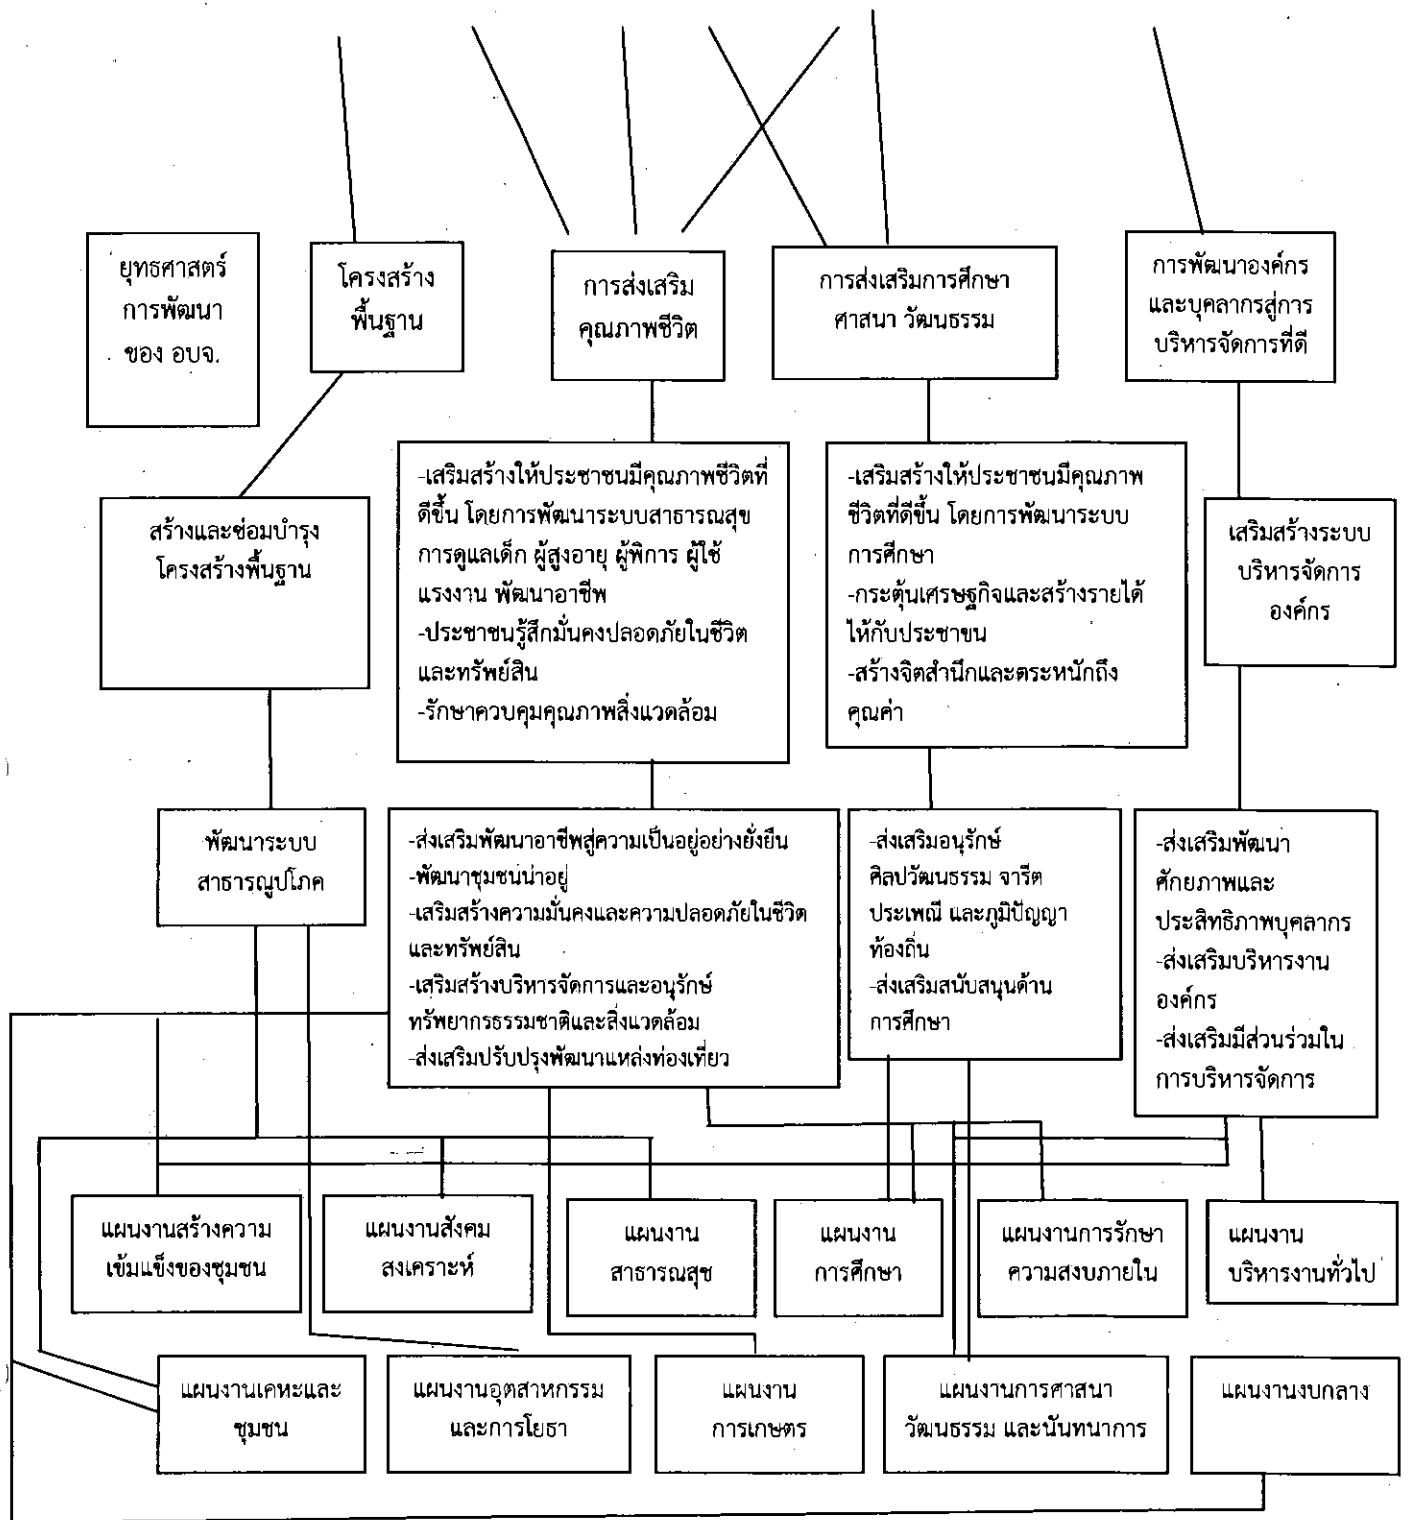 ยุทธศาสตร์
การพัฒนา
ของ อบจ.
โครงสร้าง
พื้นฐาน
การส่งเสริม
คุณภาพชีวิต
การส่งเสริมการศึกษา
ศาสนา วัฒนธรรม
การพัฒนาองค์กร
และบุคลากรสู่การ
บริหารจัดการที่ดี
สร้างและซ่อมบำรุง
โครงสร้างพื้นฐาน
-เสริมสร้างให้ประชาชนมีคุณภาพชีวิตที่
ดีขึ้น โดยการพัฒนาระบบสาธารณสุข
การดูแลเด็ก ผู้สูงอายุ ผู้พิการ ผู้ใช้
แรงงาน พัฒนาอาชีพ
-ประชาชนรู้สึกมั่นคงปลอดภัยในชีวิต
และทรัพย์สิน
-รักษาควบคุมคุณภาพสิ่งแวดล้อม
-เสริมสร้างให้ประชาชนมีคุณภาพ
ชีวิตที่ดีขึ้น โดยการพัฒนาระบบ
การศึกษา
-กระตุ้นเศรษฐกิจและสร้างรายได้
ให้กับประชาขน
-สร้างจิตสำนึกและตระหนักถึง
คุณค่า
เสริมสร้างระบบ
บริหารจัดการ
องค์กร
พัฒนาระบบ
สาธารณูปโภค
-ส่งเสริมพัฒนาอาชีพสู่ความเป็นอยู่อย่างยั่งยืน
-พัฒนาชุมชนน่าอยู่
-เสริมสร้างความมั่นคงและความปลอดภัยในชีวิต
และทรัพย์สิน
-เสริมสร้างบริหารจัดการและอนุรักษ์
ทรัพยากรธรรมชาติและสิ่งแวดล้อม
-ส่งเสริมปรับปรุงพัฒนาแหล่งท่องเที่ยว
-ส่งเสริมอนุรักษ์
ศิลปวัฒนธรรม จารีต
ประเพณี และภูมิปัญญา
ท้องถิ่น
-ส่งเสริมสนับสนุนด้าน
การศึกษา
-ส่งเสริมพัฒนา
ศักยภาพและ
ประสิทธิภาพบุคลากร
-ส่งเสริมบริหารงาน
องค์กร
-ส่งเสริมมีส่วนร่วมใน
การบริหารจัดการ
แผนงานสร้างความ
เข้มแข็งของชุมชน
แผนงานสังคม
สงเคราะห์
แผนงาน
สาธารณสุช
แผนงาน
การศึกษา
แผนงานการรักษา
ความสงบภายใน
แผนงาน
บริหารงานทั่วไป
แผนงานเคหะและ
ชุมชน
แผนงานอุตสาหกรรม
และการโยธา
แผนงาน
การเกษตร
แผนงานการศาสนา
วัฒนธรรม และนันทนาการ
แผนงานงบกลาง